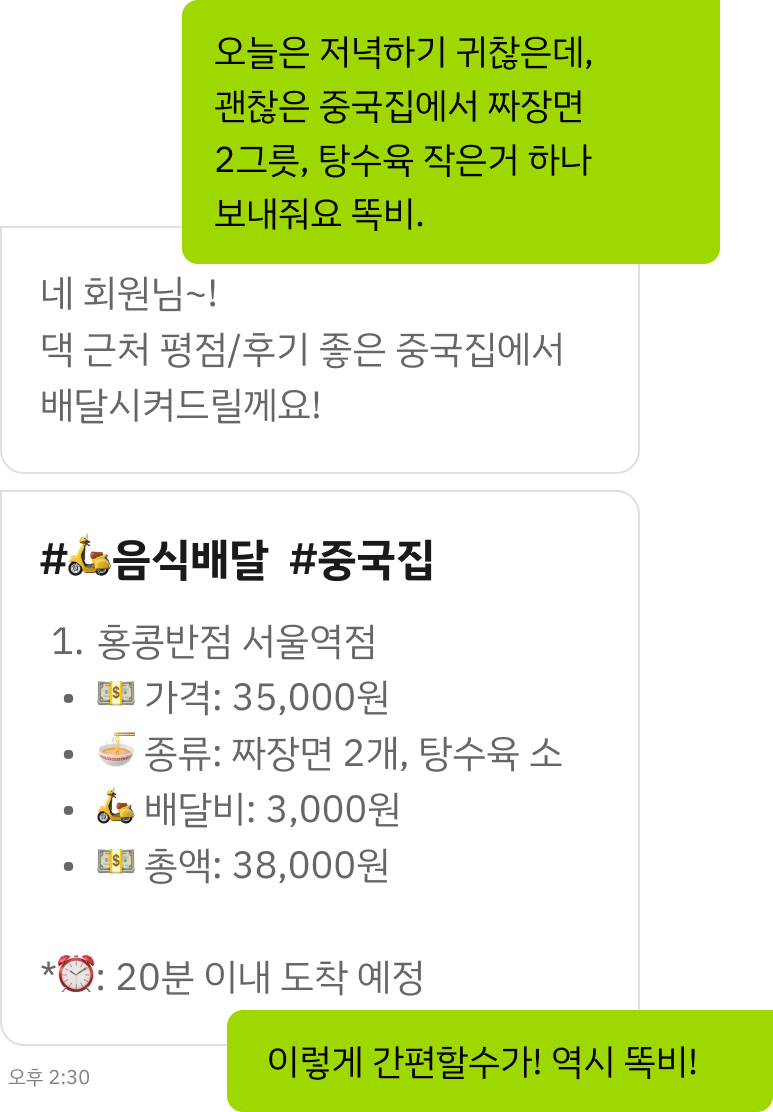 오늘은 저녁하기 귀찮은데,
괜찮은 중국집에서 짜장면
2그릇, 탕수육 작은거 하나
보내줘요 똑비.
네 회원님~!
댁 근처 평점/후기 좋은 중국집에서
배달시켜드릴께요!
#🛵음식배달 #중국집
1. 홍콩반점 서울역점
• 💵 가격: 35,000원
• 🍜 종류: 짜장면 2개, 탕수육 소
• 🛵 배달비: 3,000원
• 💵 총액: 38,000원
*⏰: 20분 이내 도착 예정
이렇게 간편할수가! 역시 똑비!
오후 2:30